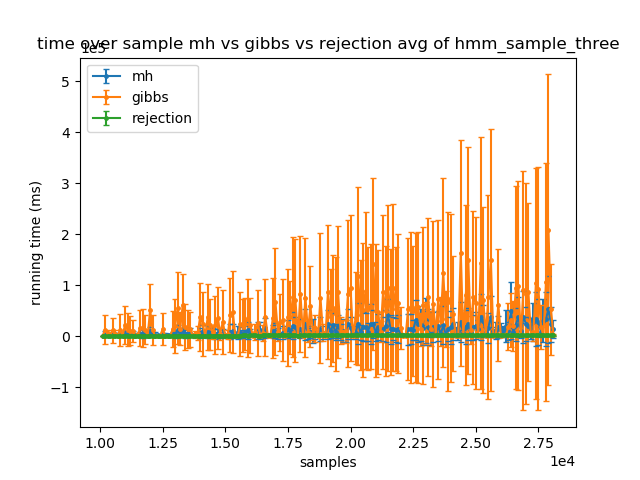 time over sample mh vs gibbs vs rejection avg of hmm_sample_three
1e5
mh
gibbs
rejection
5
4
3
2
1
0
−1
running time (ms)
1.00 1.25 1.50 1.75 2.00 2.25 2.50 2.75
samples
1e4